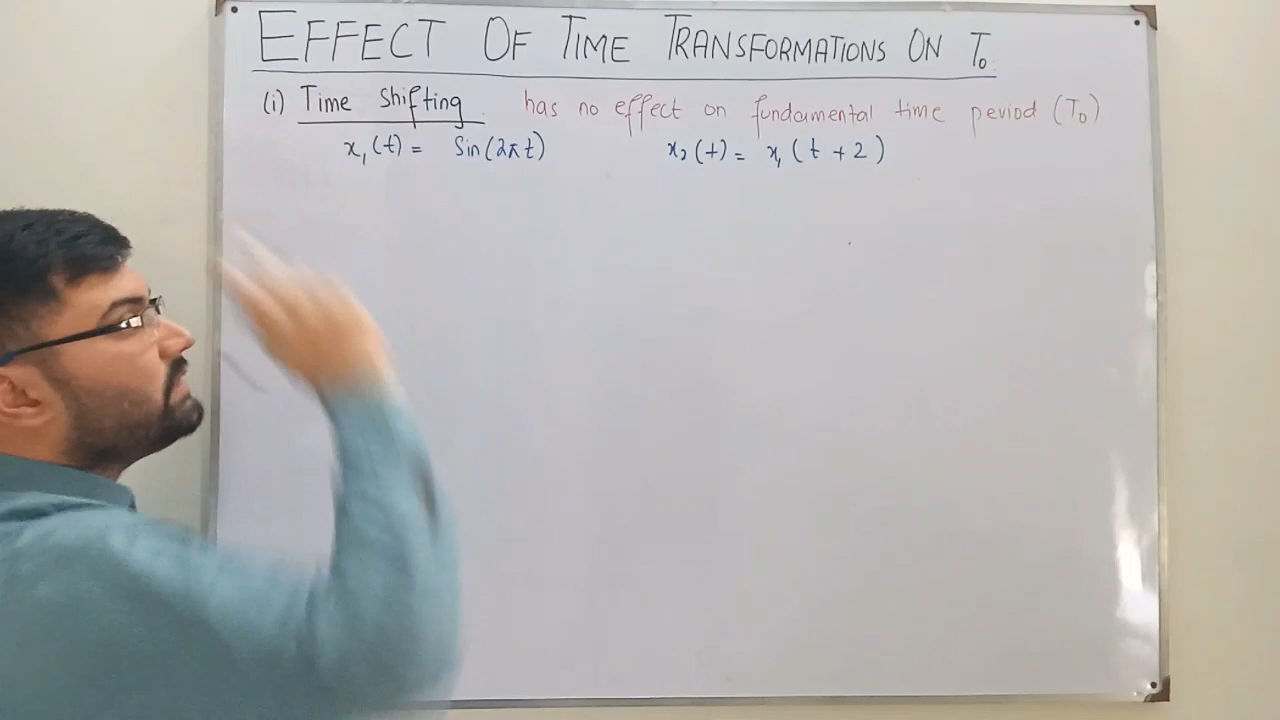 EFFECT OF TIME TRANSFORMATIONS ON T₀
(i) Time Shifting has no effect on fundamental time period (T₀)
x₁(t) = Sin(2πt) x₂(t) = x₁(t + 2)